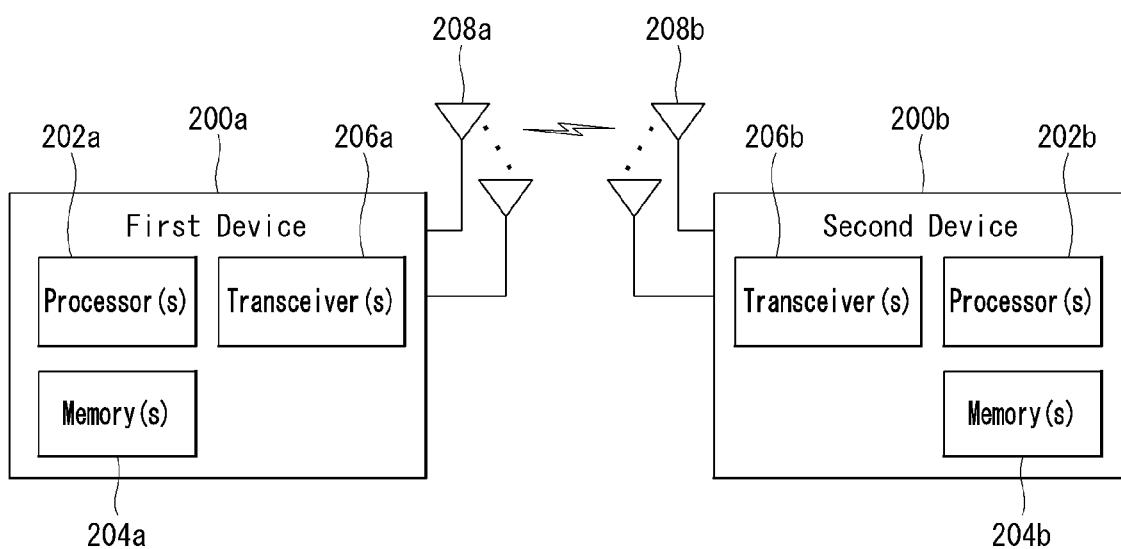 208a
208b
200a
200b
202a
206a
206b
202b
First Device
Second Device
Processor(s)
Transceiver(s)
Transceiver(s)
Processor(s)
Memory(s)
Memory(s)
204a
204b